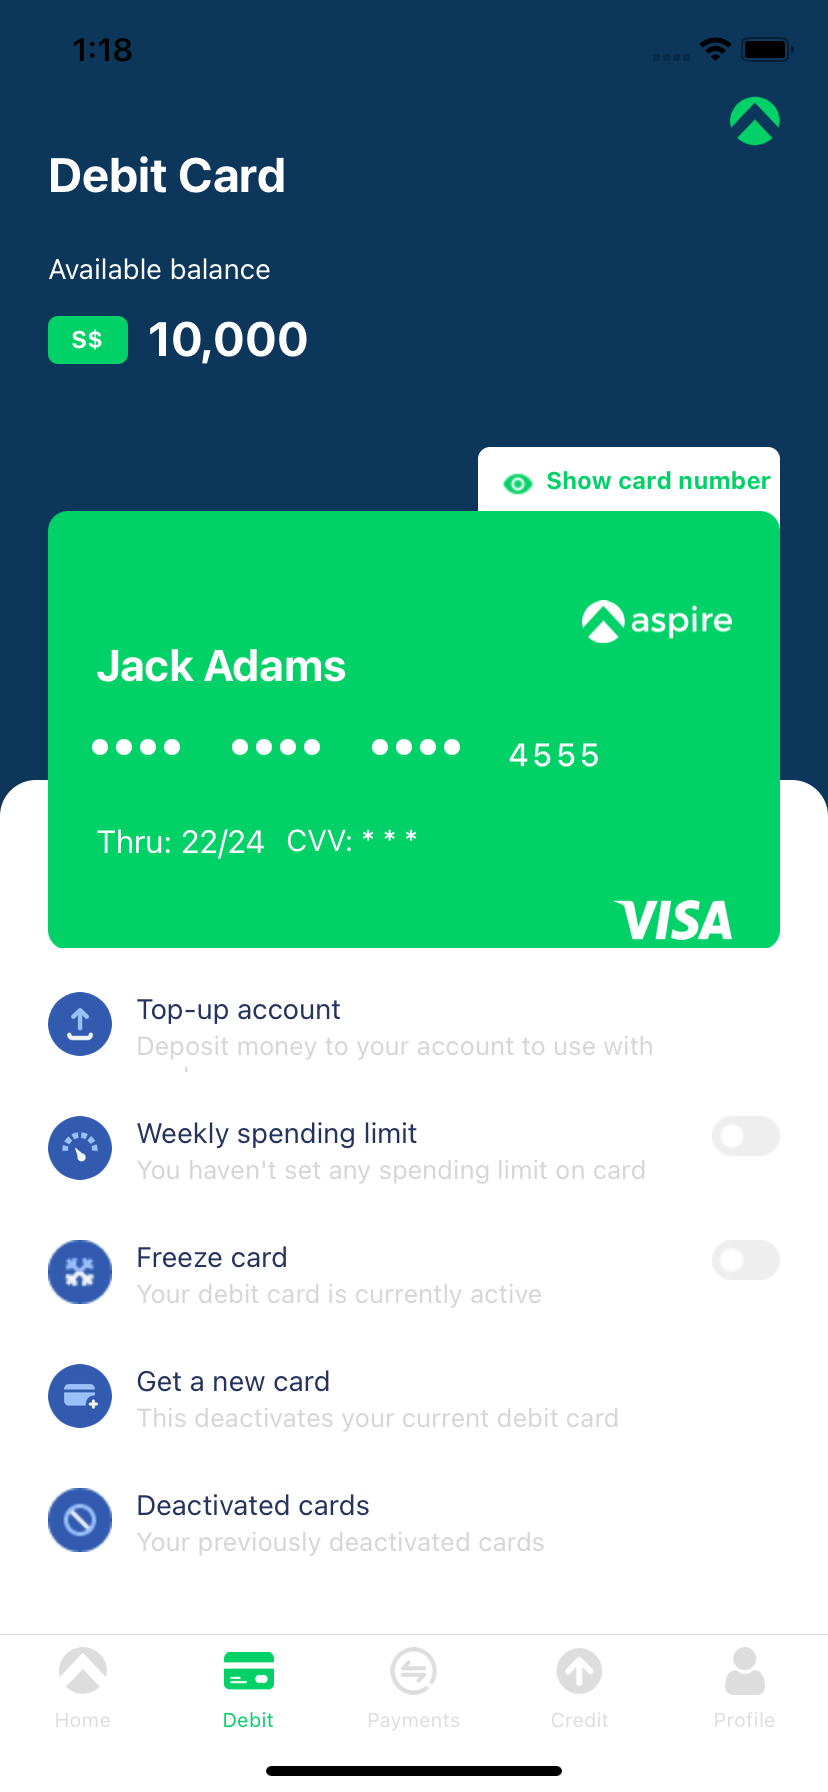 1:18
Debit Card
Available balance
S$ 10,000
Show card number
aspire
Jack Adams
•••• •••• •••• 4555
Thru: 22/24 CVV: * * *
VISA
Top-up account
Deposit money to your account to use with
Weekly spending limit
You haven't set any spending limit on card
Freeze card
Your debit card is currently active
Get a new card
This deactivates your current debit card
Deactivated cards
Your previously deactivated cards
Home Debit Payments Credit Profile